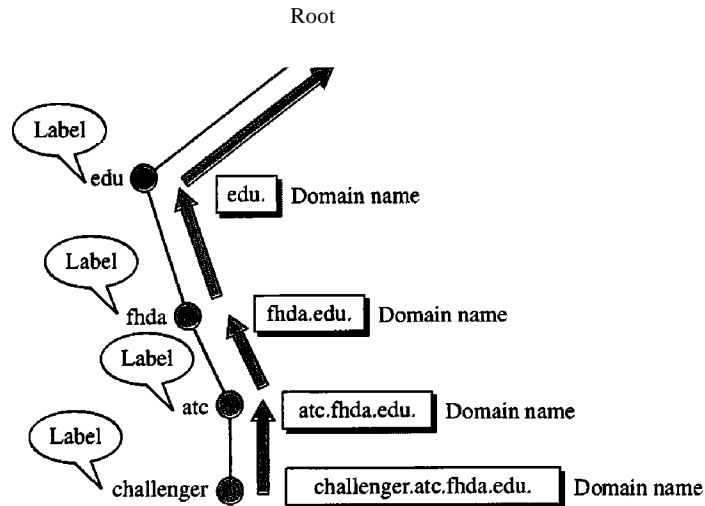 Root
Label
edu
edu. Domain name
Label
fhda
fhda.edu. Domain name
Label
atc
atc.fhda.edu. Domain name
Label
challenger
challenger.atc.fhda.edu. Domain name